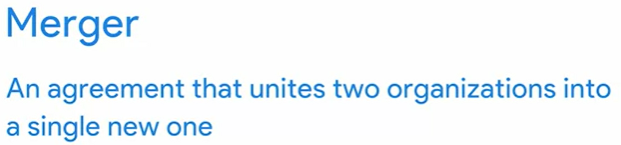 Merger
An agreement that unites two organizations into
a single new one